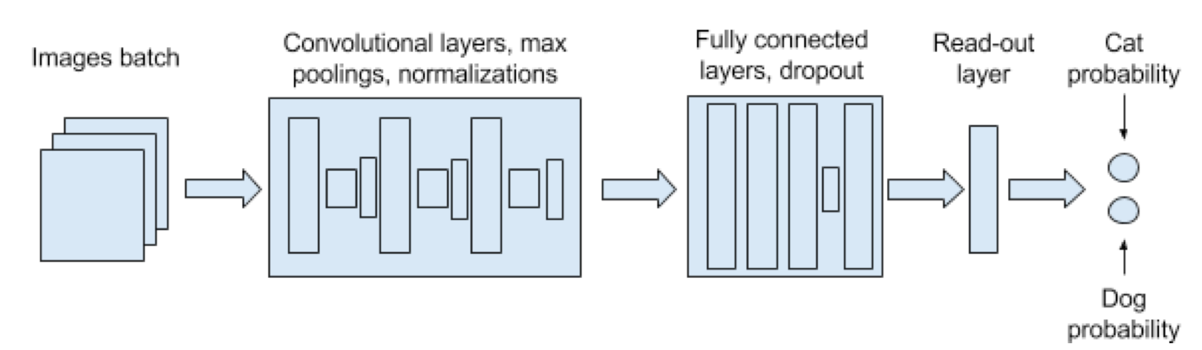 Images batch
Convolutional layers, max
poolings, normalizations
Fully connected
layers, dropout
Read-out
layer
Cat
probability
Dog
probability